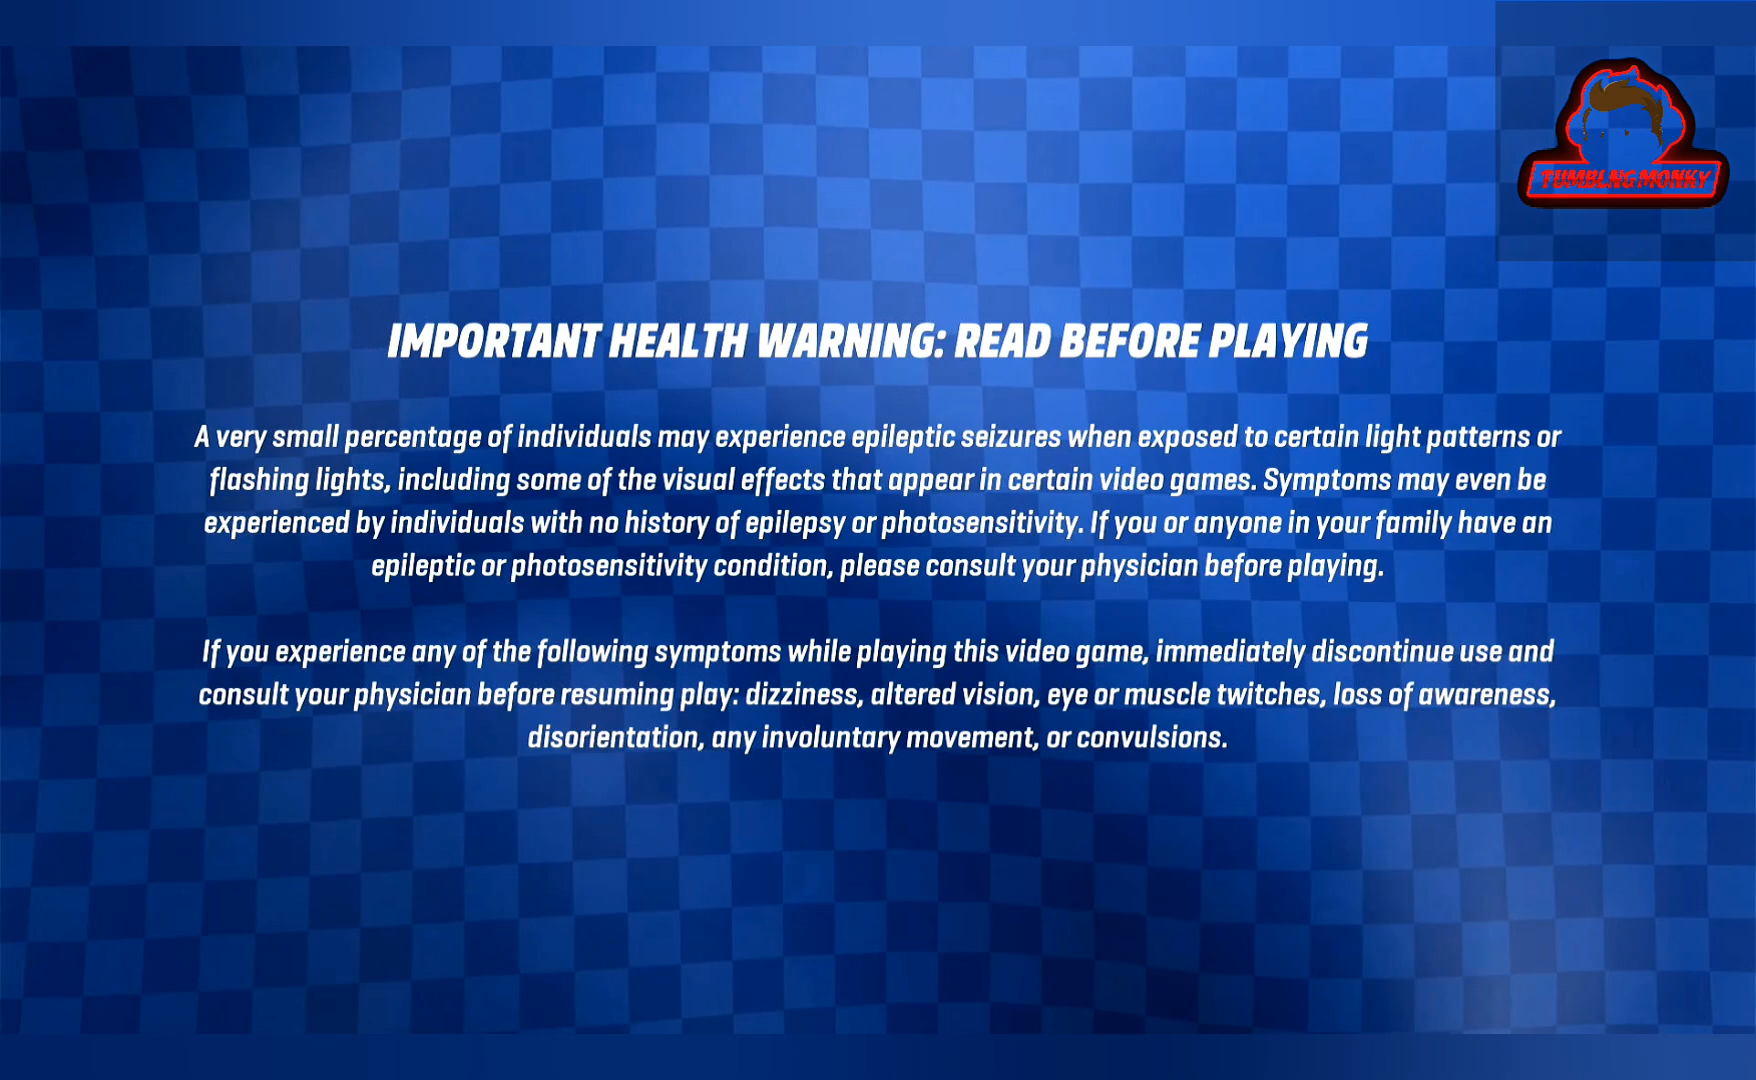 TUMBLNG MONKY
IMPORTANT HEALTH WARNING: READ BEFORE PLAYING
A very small percentage of individuals may experience epileptic seizures when exposed to certain light patterns or
flashing lights, including some of the visual effects that appear in certain video games. Symptoms may even be
experienced by individuals with no history of epilepsy or photosensitivity. If you or anyone in your family have an
epileptic or photosensitivity condition, please consult your physician before playing.
If you experience any of the following symptoms while playing this video game, immediately discontinue use and
consult your physician before resuming play: dizziness, altered vision, eye or muscle twitches, loss of awareness,
disorientation, any involuntary movement, or convulsions.